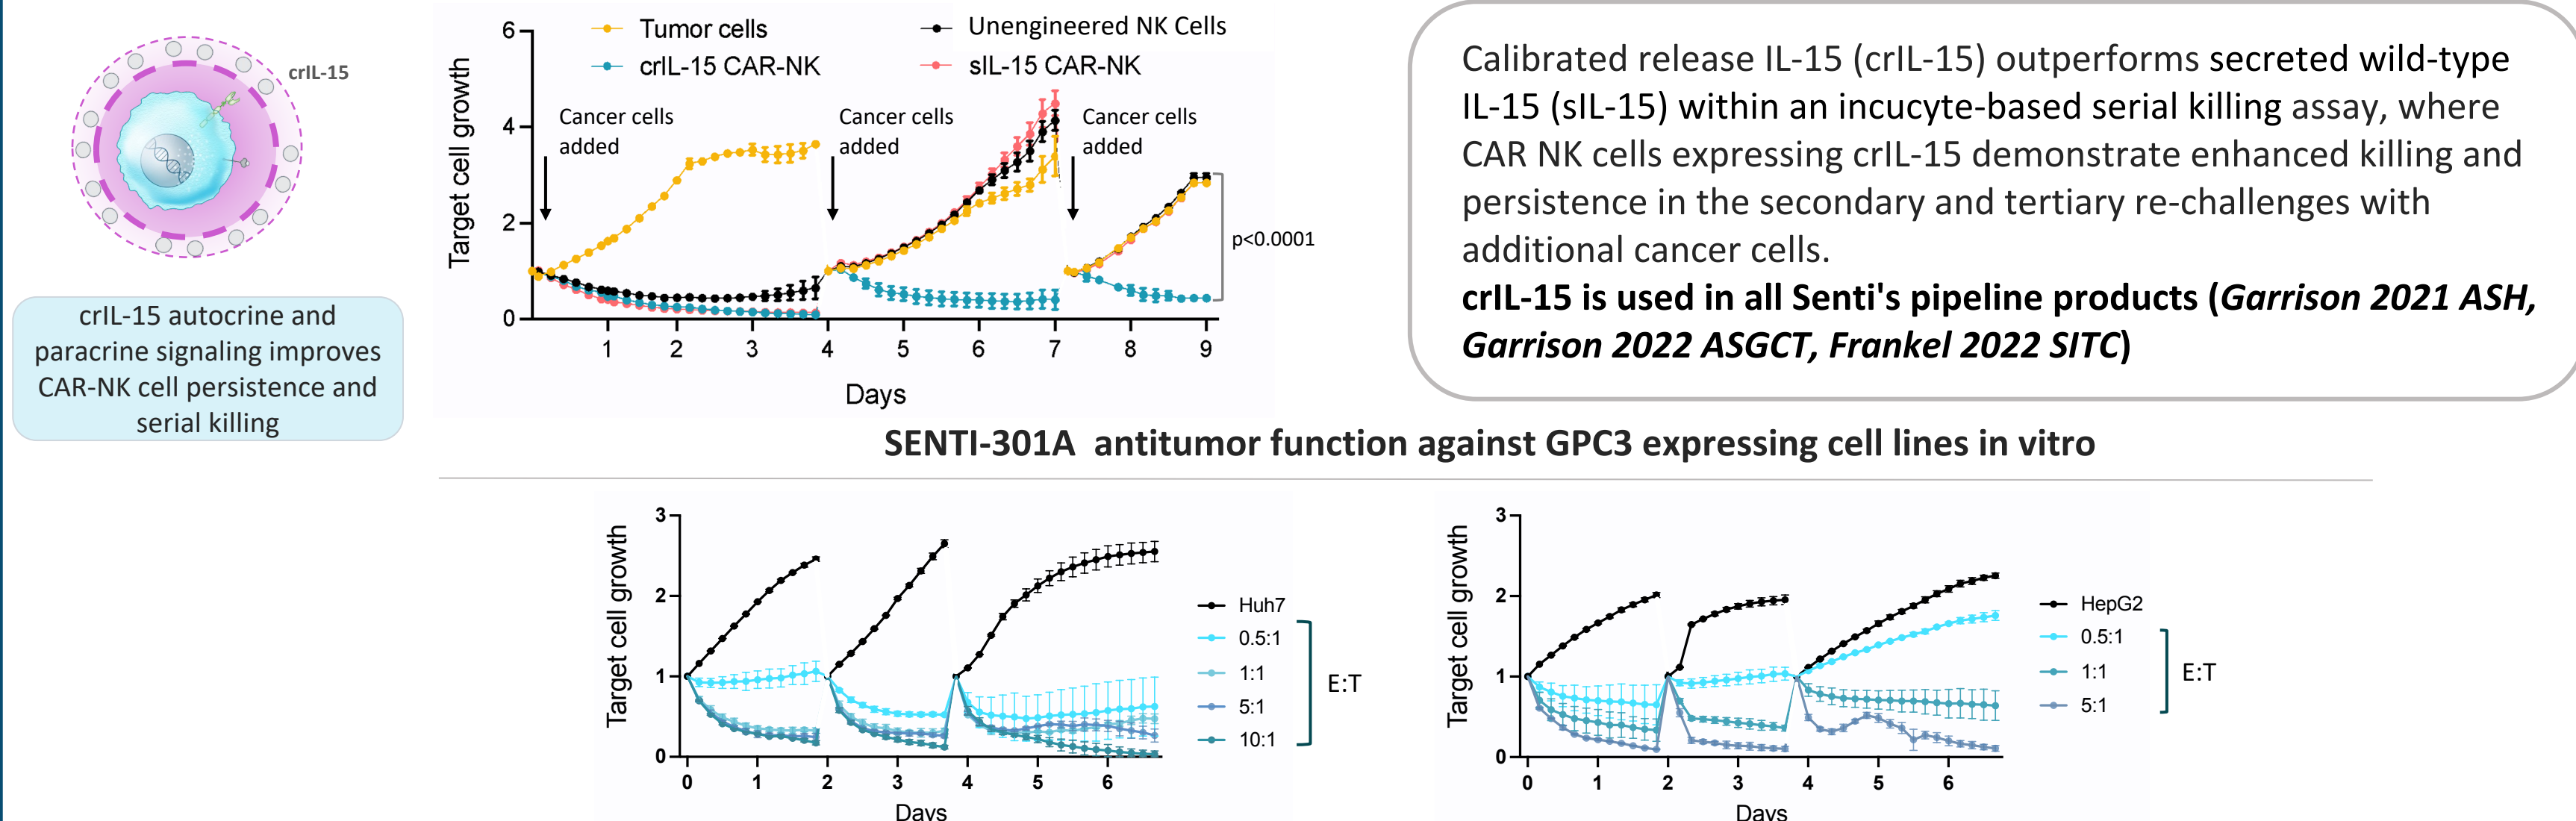 crIL-15
crIL-15 autocrine and
paracrine signaling improves
CAR-NK cell persistence and
serial killing
Target cell growth
6
4
2
0
Tumor cells
crIL-15 CAR-NK
Unengineered NK Cells
sIL-15 CAR-NK
Cancer cells
added
Cancer cells
added
Cancer cells
added
p<0.0001
1 2 3 4 5 6 7 8 9
Days
Calibrated release IL-15 (crIL-15) outperforms secreted wild-type
IL-15 (sIL-15) within an incucyte-based serial killing assay, where
CAR NK cells expressing crIL-15 demonstrate enhanced killing and
persistence in the secondary and tertiary re-challenges with
additional cancer cells.
crIL-15 is used in all Senti's pipeline products (Garrison 2021 ASH,
Garrison 2022 ASGCT, Frankel 2022 SITC)
SENTI-301A antitumor function against GPC3 expressing cell lines in vitro
Target cell growth
3
2
1
0
0 1 2 3 4 5 6
Days
Huh7
0.5:1
1:1
5:1
10:1
E:T
Target cell growth
3
2
1
0
0 1 2 3 4 5 6
Days
HepG2
0.5:1
1:1
5:1
E:T